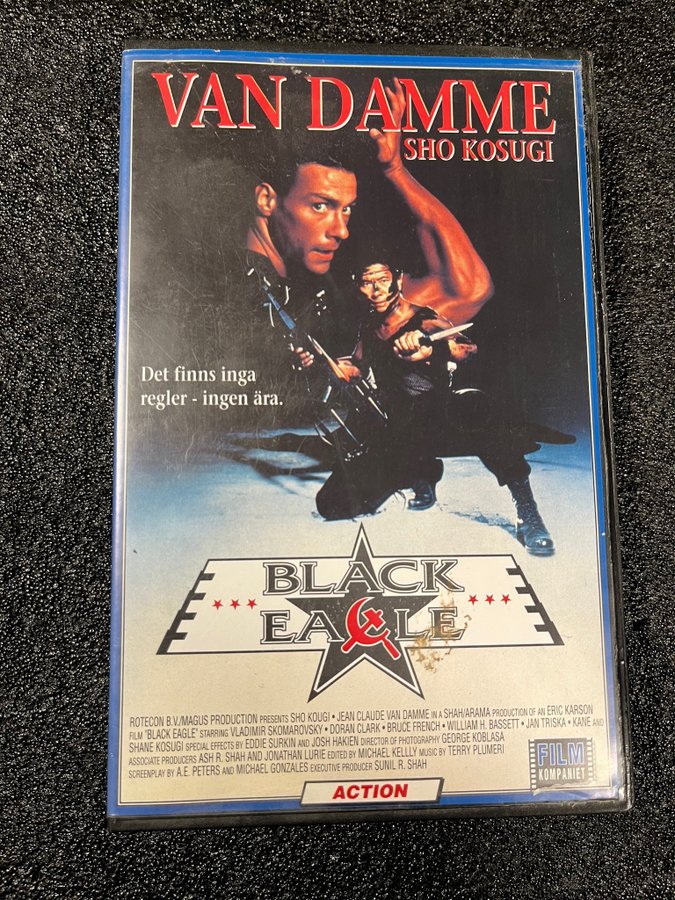 VAN DAMME
SHO KOSUGI
Det finns inga
regler - ingen ära.
BLACK
EAGLE
ROTECON B.V./MAGUS PRODUCTION PRESENTS SHO KOUGI • JEAN CLAUDE VAN DAMME IN A SHAH/ARAMA PRODUCTION OF AN ERIC KARSON
FILM 'BLACK EAGLE' STARRING VLADIMIR SKOMAROVSKY • DORAN CLARK • BRUCE FRENCH • WILLIAM H. BASSETT • JAN TRISKA • KANE AND
SHANE KOSUGI SPECIAL EFFECTS BY EDDIE SURKIN AND JOSH HAKIEN DIRECTOR OF PHOTOGRAPHY GEORGE KOBLASA
ASSOCIATE PRODUCERS ASH R. SHAH AND JONATHAN LURIE EDITED BY MICHAEL KELLLY MUSIC BY TERRY PLUMERI
SCREENPLAY BY A.E. PETERS AND MICHAEL GONZALES EXECUTIVE PRODUCER SUNIL R. SHAH
FILM
KOMPANIET
ACTION